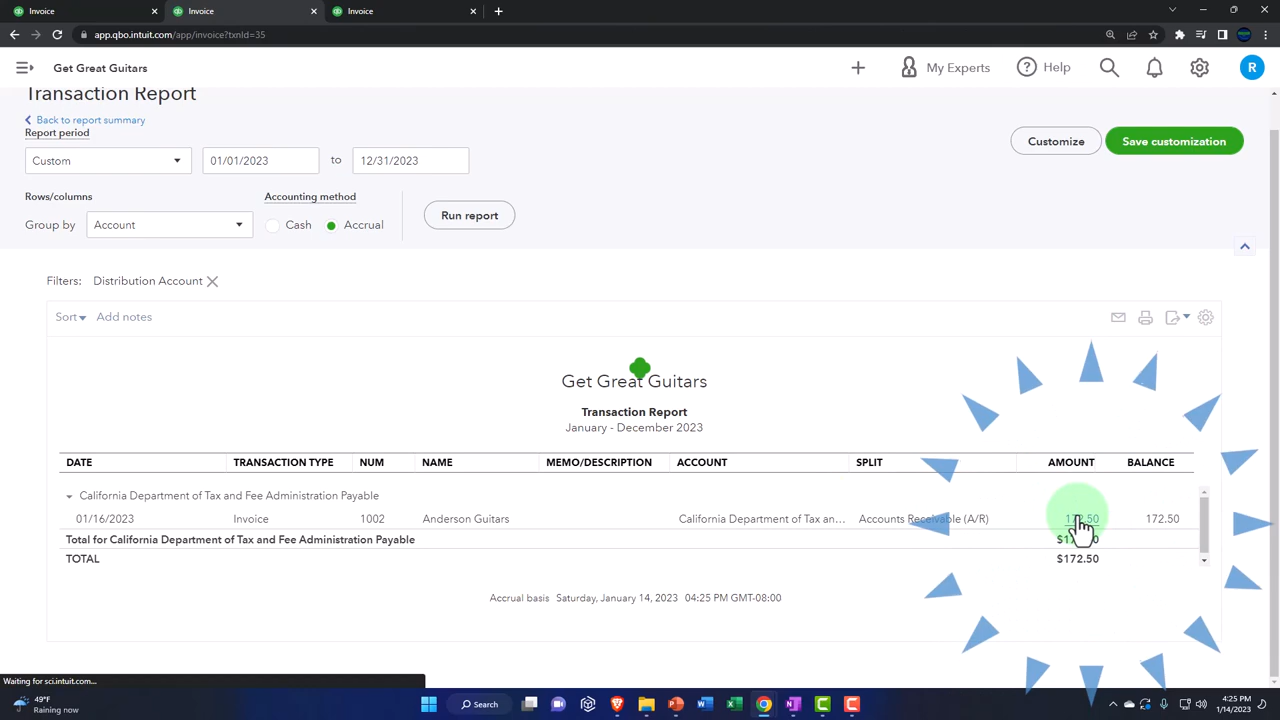 Invoice
Invoice
Invoice
app.qbo.intuit.com/app/invoice?txnId=35
Get Great Guitars
My Experts
Help
R
Transaction Report
Back to report summary
Report period
Custom
01/01/2023
to
12/31/2023
Customize
Save customization
Rows/columns
Accounting method
Group by
Account
Cash
Accrual
Run report
Filters: Distribution Account
Sort
Add notes
Get Great Guitars
Transaction Report
January - December 2023
DATE TRANSACTION TYPE NUM NAME MEMO/DESCRIPTION ACCOUNT SPLIT AMOUNT BALANCE
California Department of Tax and Fee Administration Payable
01/16/2023 Invoice 1002 Anderson Guitars California Department of Tax an... Accounts Receivable (A/R) 172.50 172.50
Total for California Department of Tax and Fee Administration Payable
TOTAL $172.50
Accrual basis Saturday, January 14, 2023 04:25 PM GMT-08:00
Waiting for sci.intuit.com...
49°F
Raining now
Search
4:25 PM
1/14/2023